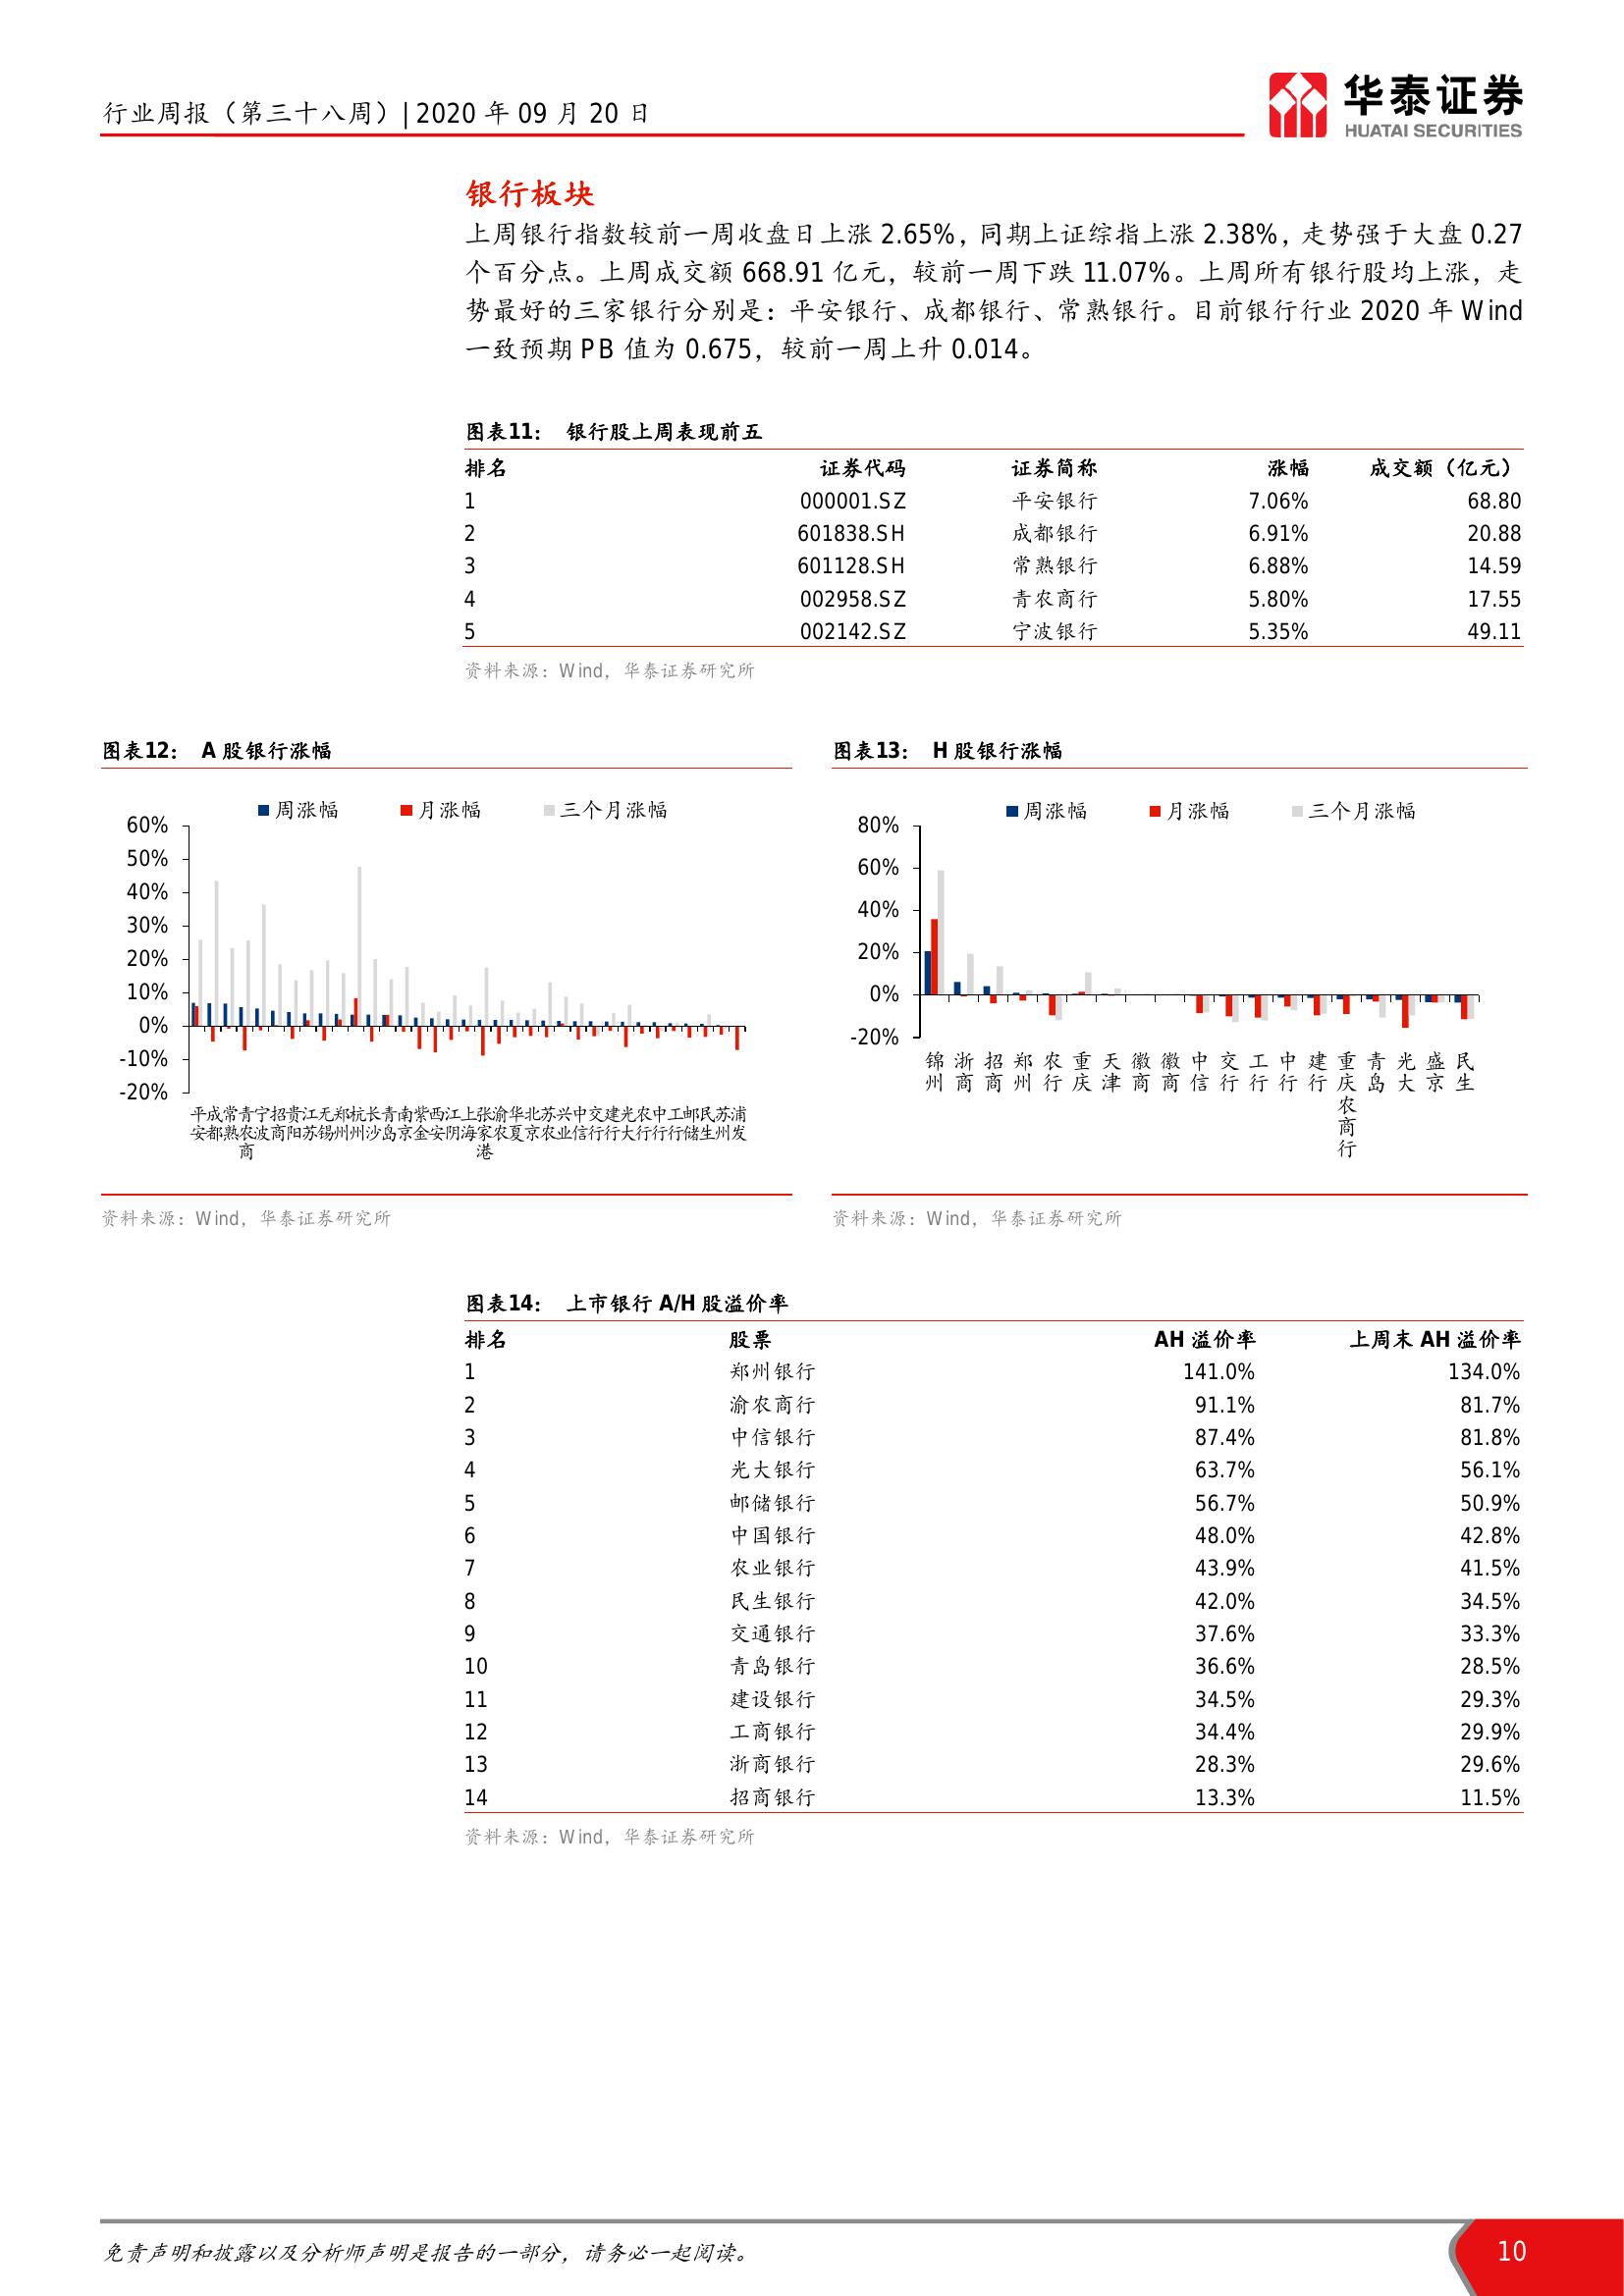 行业周报（第三十八周）| 2020 年 09 月 20 日
华泰证券
HUATAI SECURITIES
银行板块
上周银行指数较前一周收盘日上涨 2.65%，同期上证综指上涨 2.38%，走势强于大盘 0.27
个百分点。上周成交额 668.91 亿元，较前一周下跌 11.07%。上周所有银行股均上涨，走
势最好的三家银行分别是：平安银行、成都银行、常熟银行。目前银行行业 2020 年 Wind
一致预期 PB 值为 0.675，较前一周上升 0.014。
图表11： 银行股上周表现前五
排名 证券代码 证券简称 涨幅 成交额（亿元）
1 000001.SZ 平安银行 7.06% 68.80
2 601838.SH 成都银行 6.91% 20.88
3 601128.SH 常熟银行 6.88% 14.59
4 002958.SZ 青农商行 5.80% 17.55
5 002142.SZ 宁波银行 5.35% 49.11
资料来源：Wind，华泰证券研究所
图表12： A 股银行涨幅
周涨幅 月涨幅 三个月涨幅
60%
50%
40%
30%
20%
10%
0%
-10%
-20%
平成常青宁招贵江无郑杭长青南紫西江上张渝华北苏兴中交建光农中工邮民苏浦
安都熟农波商阳苏锡州州沙岛京金安阴海家农夏京农业信行行大行行行储生州发
商 港
资料来源：Wind，华泰证券研究所
图表13： H 股银行涨幅
周涨幅 月涨幅 三个月涨幅
80%
60%
40%
20%
0%
-20%
锦州 浙商 招商 郑州 农行 重庆 天津 徽商 徽商 中信 交行 工行 中行 建行 重庆农商行 青岛 光大 盛京 民生
资料来源：Wind，华泰证券研究所
图表14： 上市银行 A/H 股溢价率
排名 股票 AH 溢价率 上周末 AH 溢价率
1 郑州银行 141.0% 134.0%
2 渝农商行 91.1% 81.7%
3 中信银行 87.4% 81.8%
4 光大银行 63.7% 56.1%
5 邮储银行 56.7% 50.9%
6 中国银行 48.0% 42.8%
7 农业银行 43.9% 41.5%
8 民生银行 42.0% 34.5%
9 交通银行 37.6% 33.3%
10 青岛银行 36.6% 28.5%
11 建设银行 34.5% 29.3%
12 工商银行 34.4% 29.9%
13 浙商银行 28.3% 29.6%
14 招商银行 13.3% 11.5%
资料来源：Wind，华泰证券研究所
免责声明和披露以及分析师声明是报告的一部分，请务必一起阅读。
10